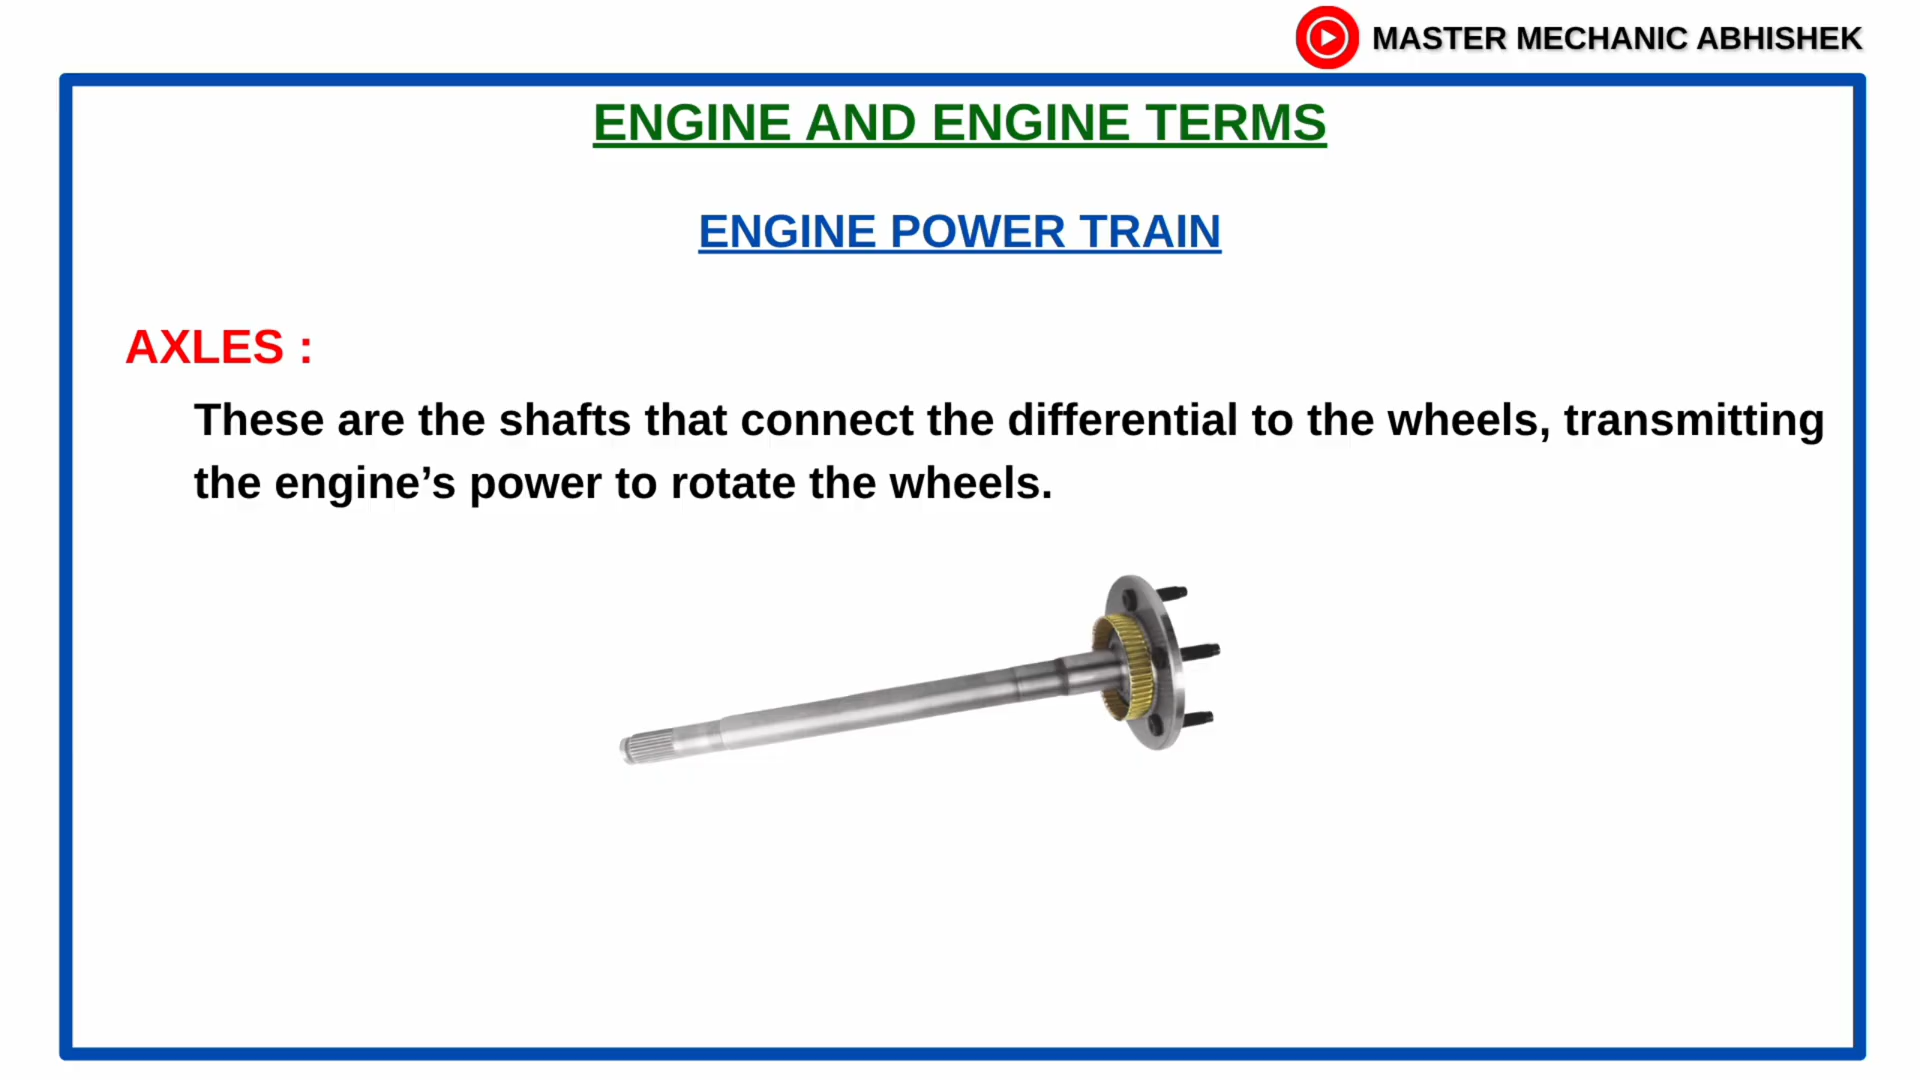 MASTER MECHANIC ABHISHEK
ENGINE AND ENGINE TERMS
ENGINE POWER TRAIN
AXLES :
These are the shafts that connect the differential to the wheels, transmitting
the engine’s power to rotate the wheels.